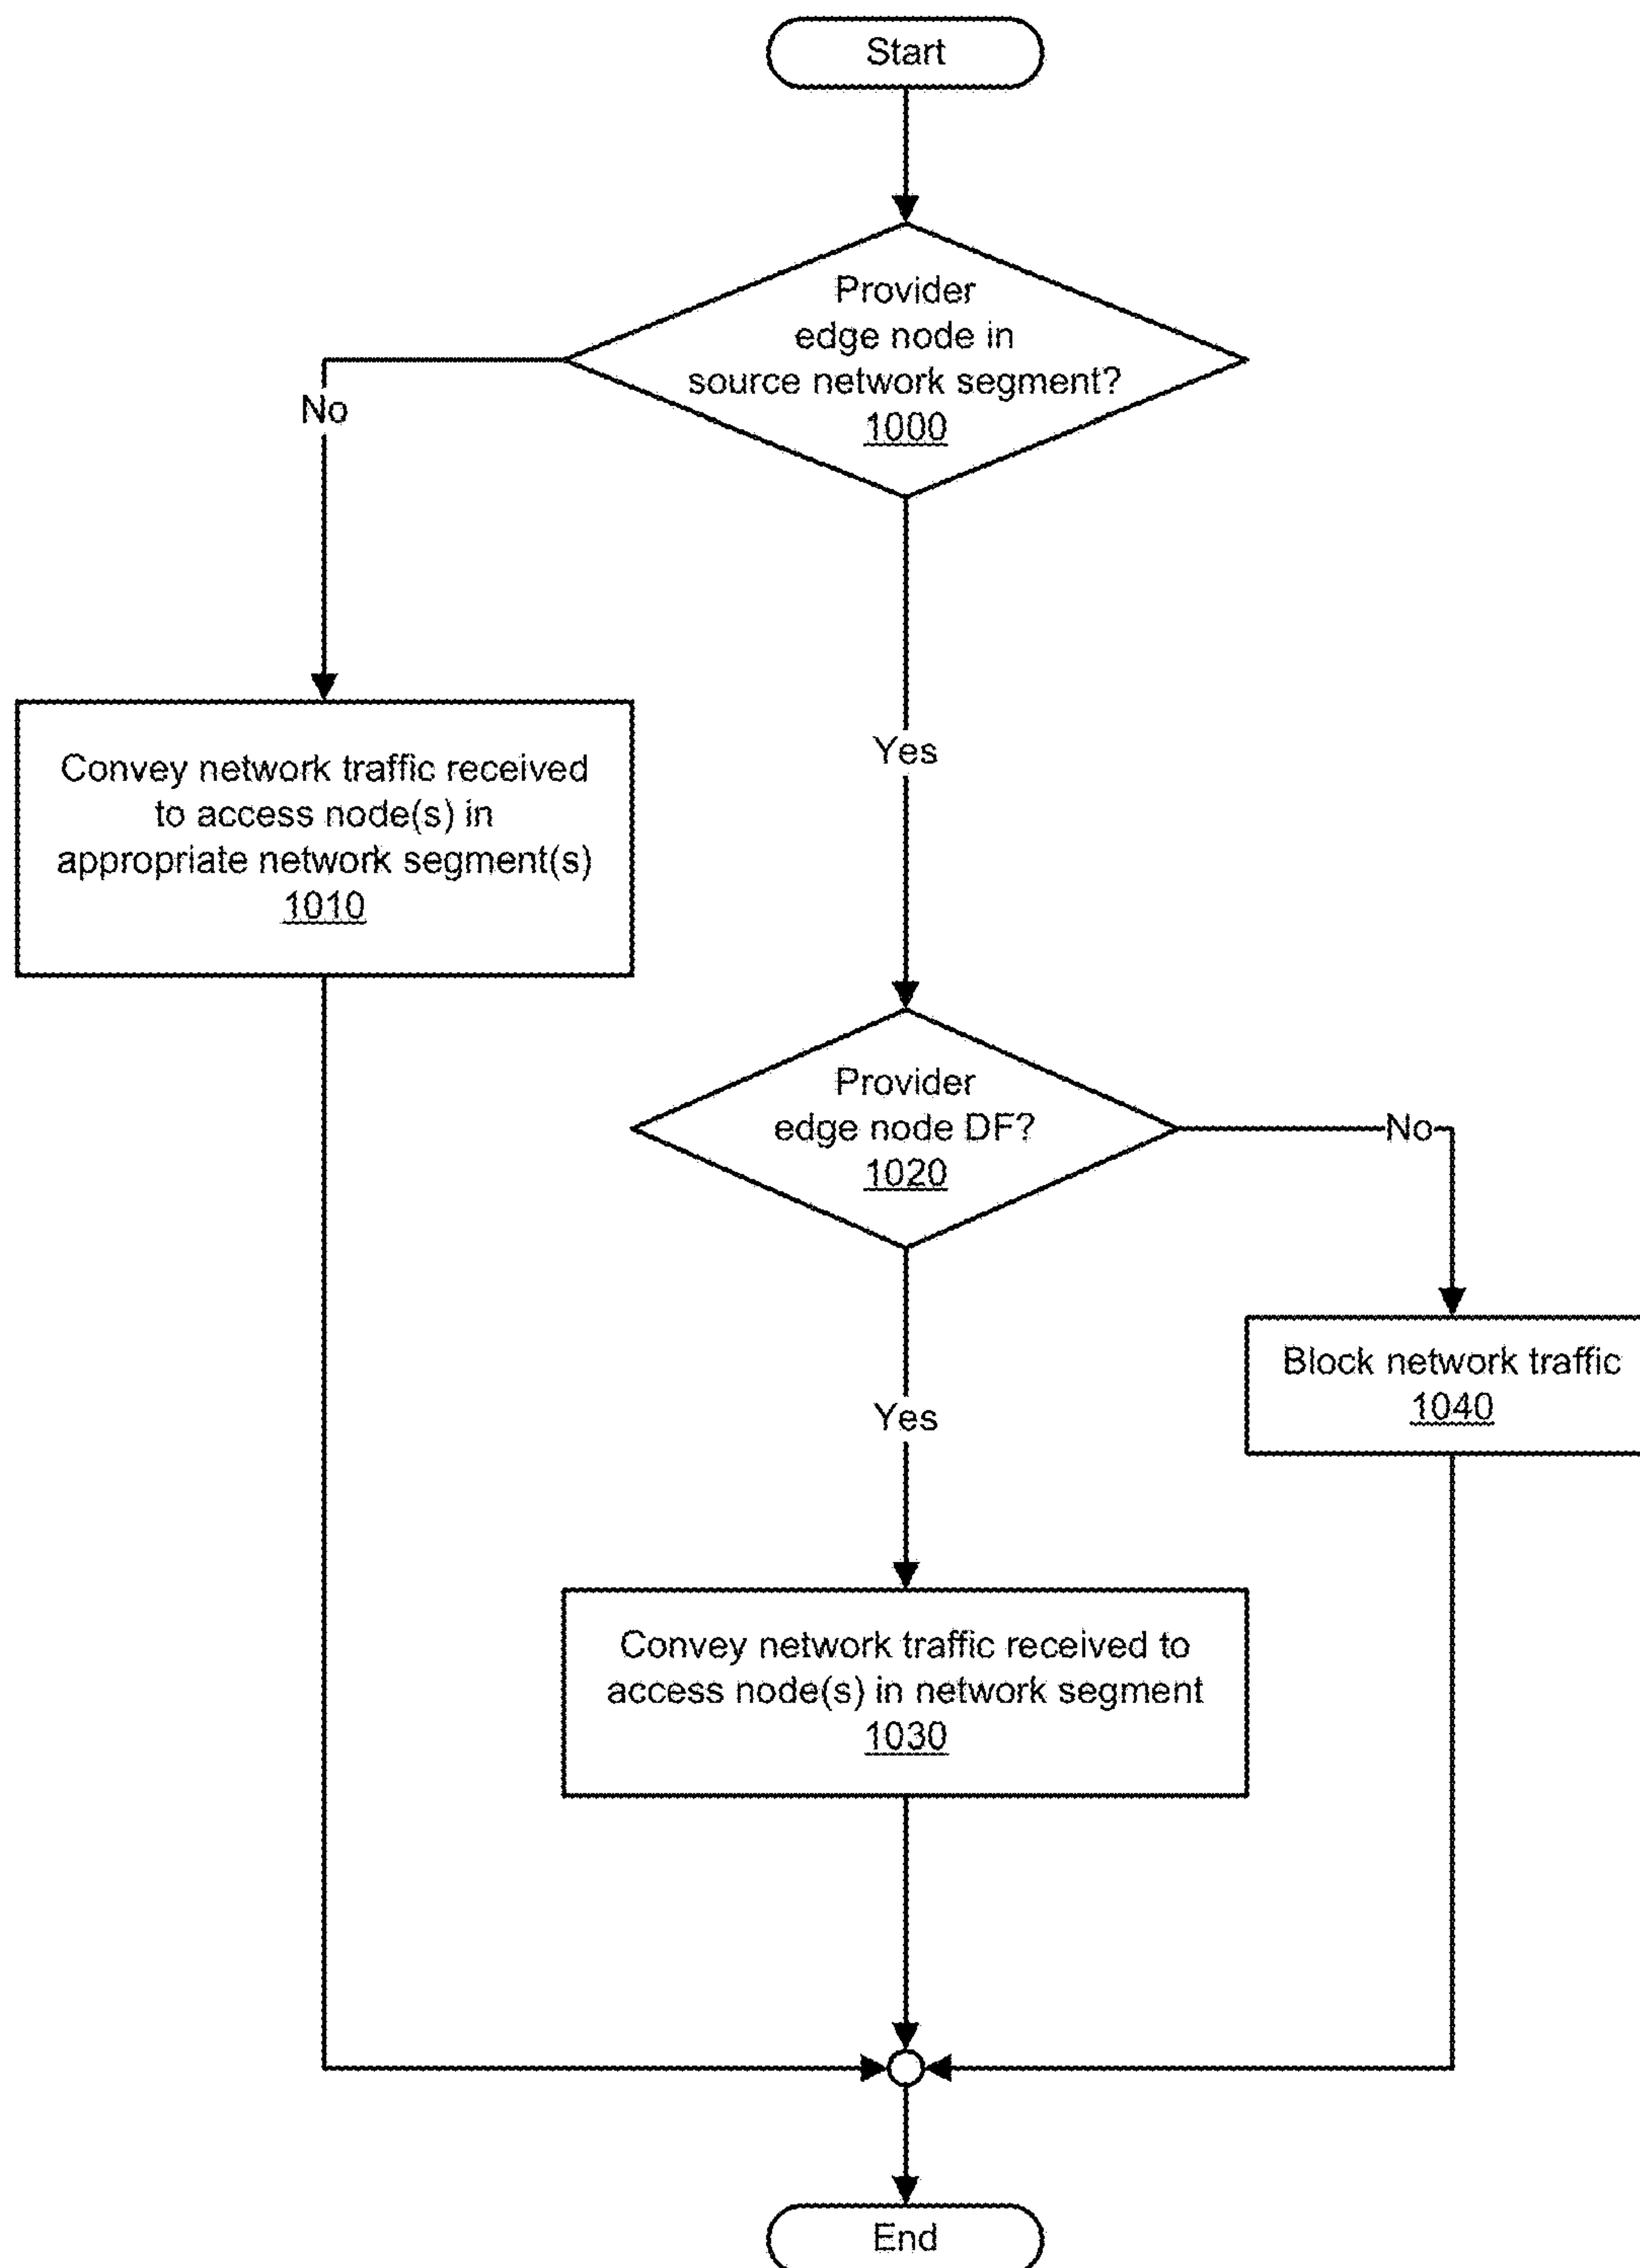 Start
Provider
edge node in
source network segment?
1000
No
Convey network traffic received
to access node(s) in
appropriate network segment(s)
1010
Yes
Provider
edge node DF?
1020
No
Block network traffic
1040
Yes
Convey network traffic received to
access node(s) in network segment
1030
End